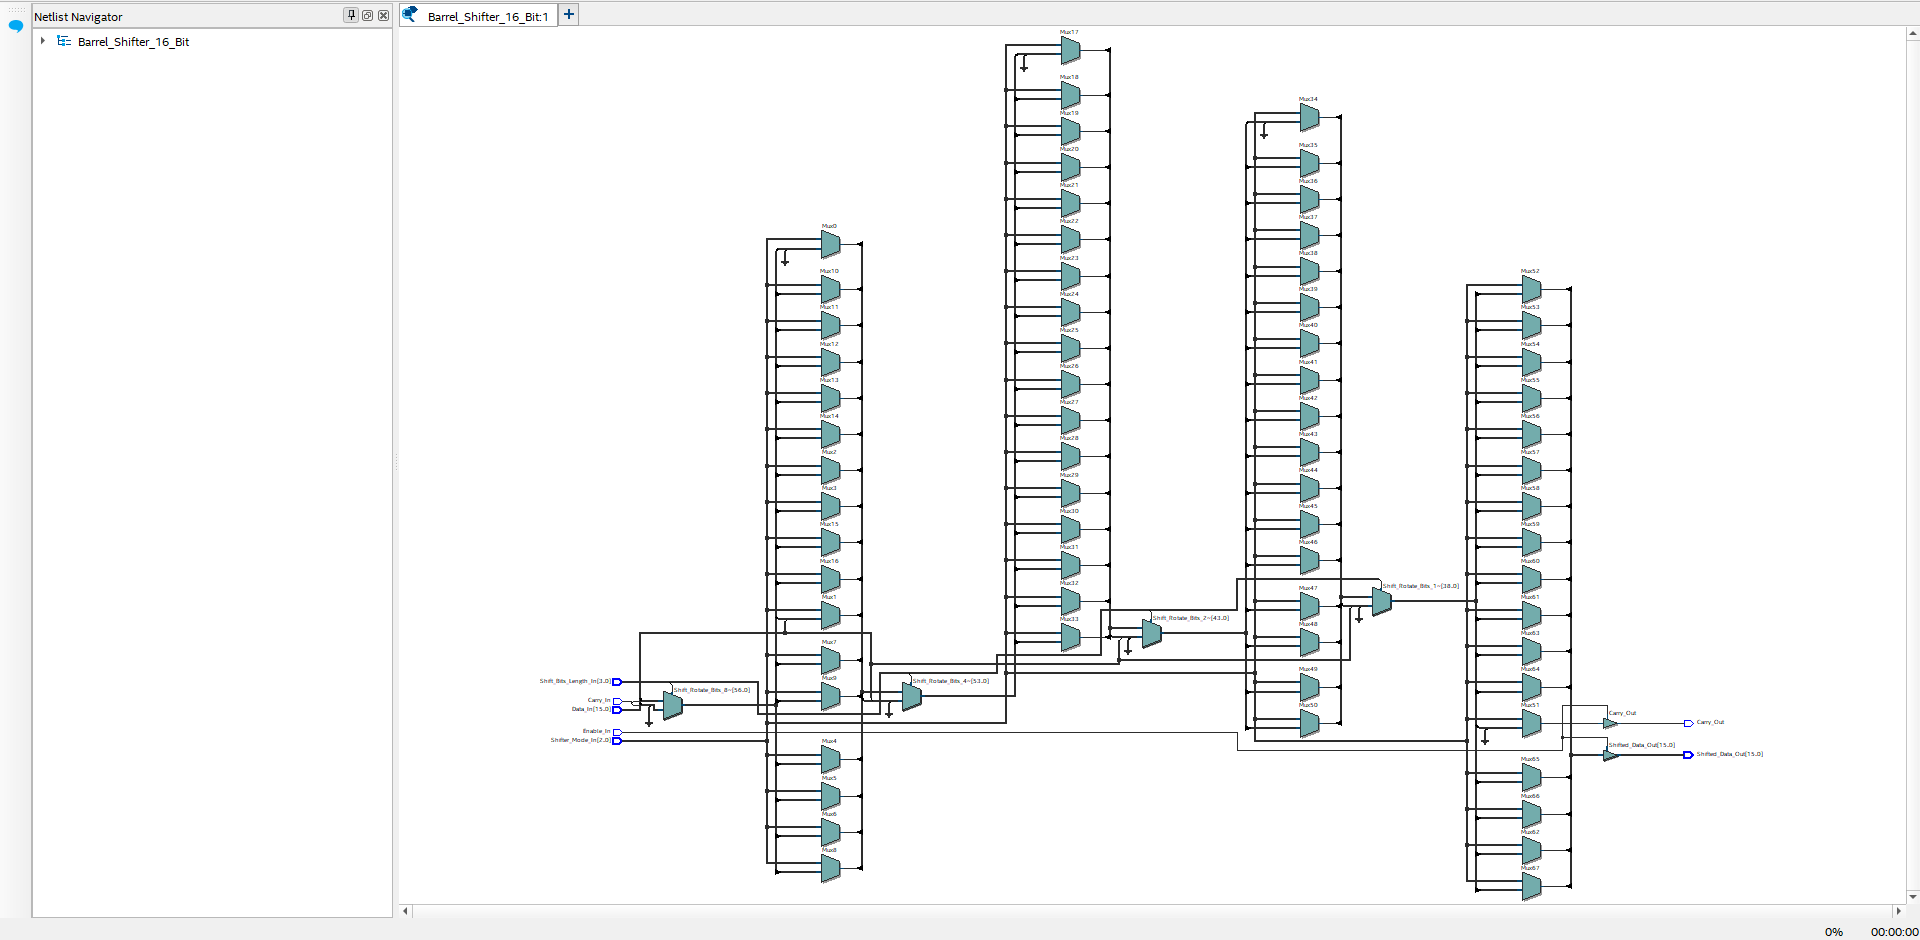 Netlist Navigator
Barrel_Shifter_16_Bit
Barrel_Shifter_16_Bit:1
Mux0
Mux10
Mux11
Mux12
Mux13
Mux14
Mux2
Mux3
Mux15
Mux16
Mux1
Mux7
Mux9
Mux4
Mux5
Mux6
Mux8
Shift_Bits_Length_In[3..0]
Carry_In
Data_In[15..0]
Enable_In
Shifter_Mode_In[2..0]
Shift_Rotate_Bits_8~[56..0]
Shift_Rotate_Bits_4~[53..0]
Mux17
Mux18
Mux19
Mux20
Mux21
Mux22
Mux23
Mux24
Mux25
Mux26
Mux27
Mux28
Mux29
Mux30
Mux31
Mux32
Mux33
Shift_Rotate_Bits_2~[43..0]
Mux34
Mux35
Mux36
Mux37
Mux38
Mux39
Mux40
Mux41
Mux42
Mux43
Mux44
Mux45
Mux46
Mux47
Mux48
Mux49
Mux50
Shift_Rotate_Bits_1~[38..0]
Mux52
Mux53
Mux54
Mux55
Mux56
Mux57
Mux58
Mux59
Mux60
Mux61
Mux63
Mux64
Mux51
Mux65
Mux66
Mux62
Mux67
Carry_Out
Carry_Out
Shifted_Data_Out[15..0]
Shifted_Data_Out[15..0]
0%
00:00:00